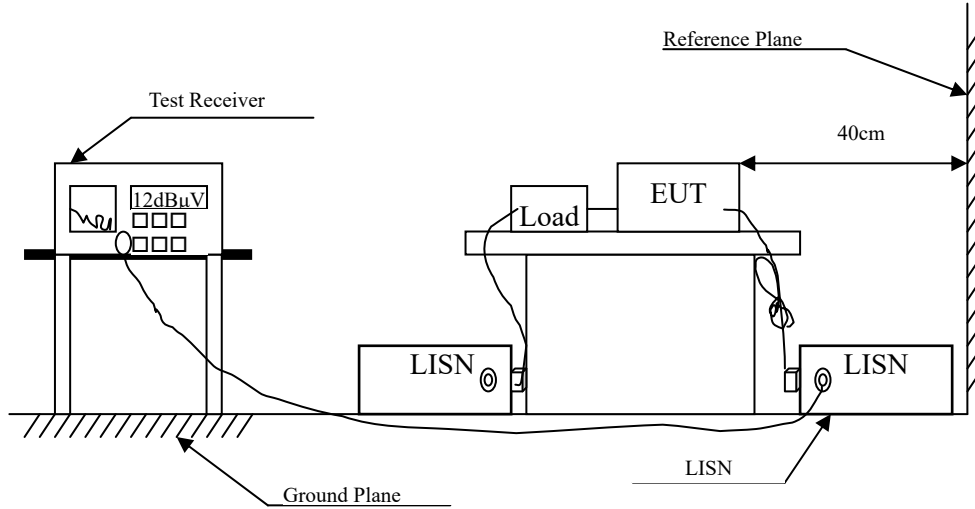 Reference Plane
Test Receiver
40cm
12dBµV
Load
EUT
LISN
LISN
LISN
Ground Plane